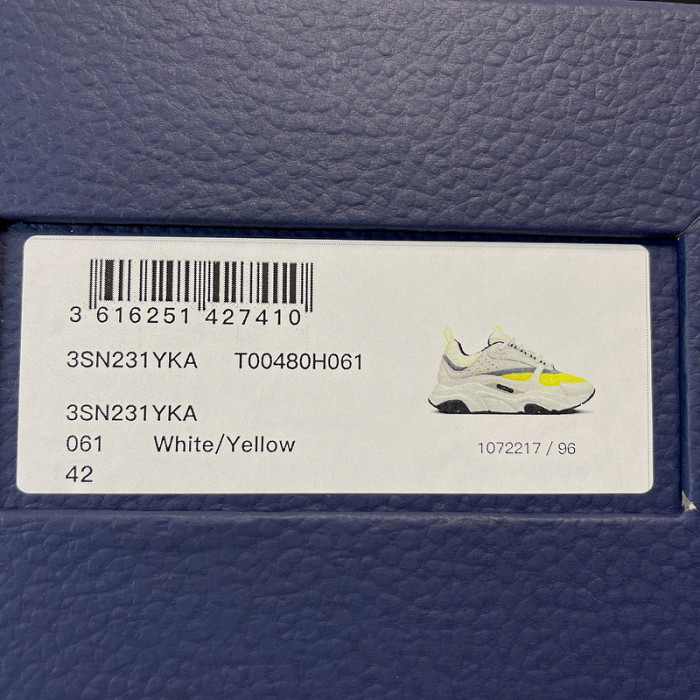 3 616251 427410
3SN231YKA T00480H061
3SN231YKA
061 White/Yellow
42
1072217 / 96